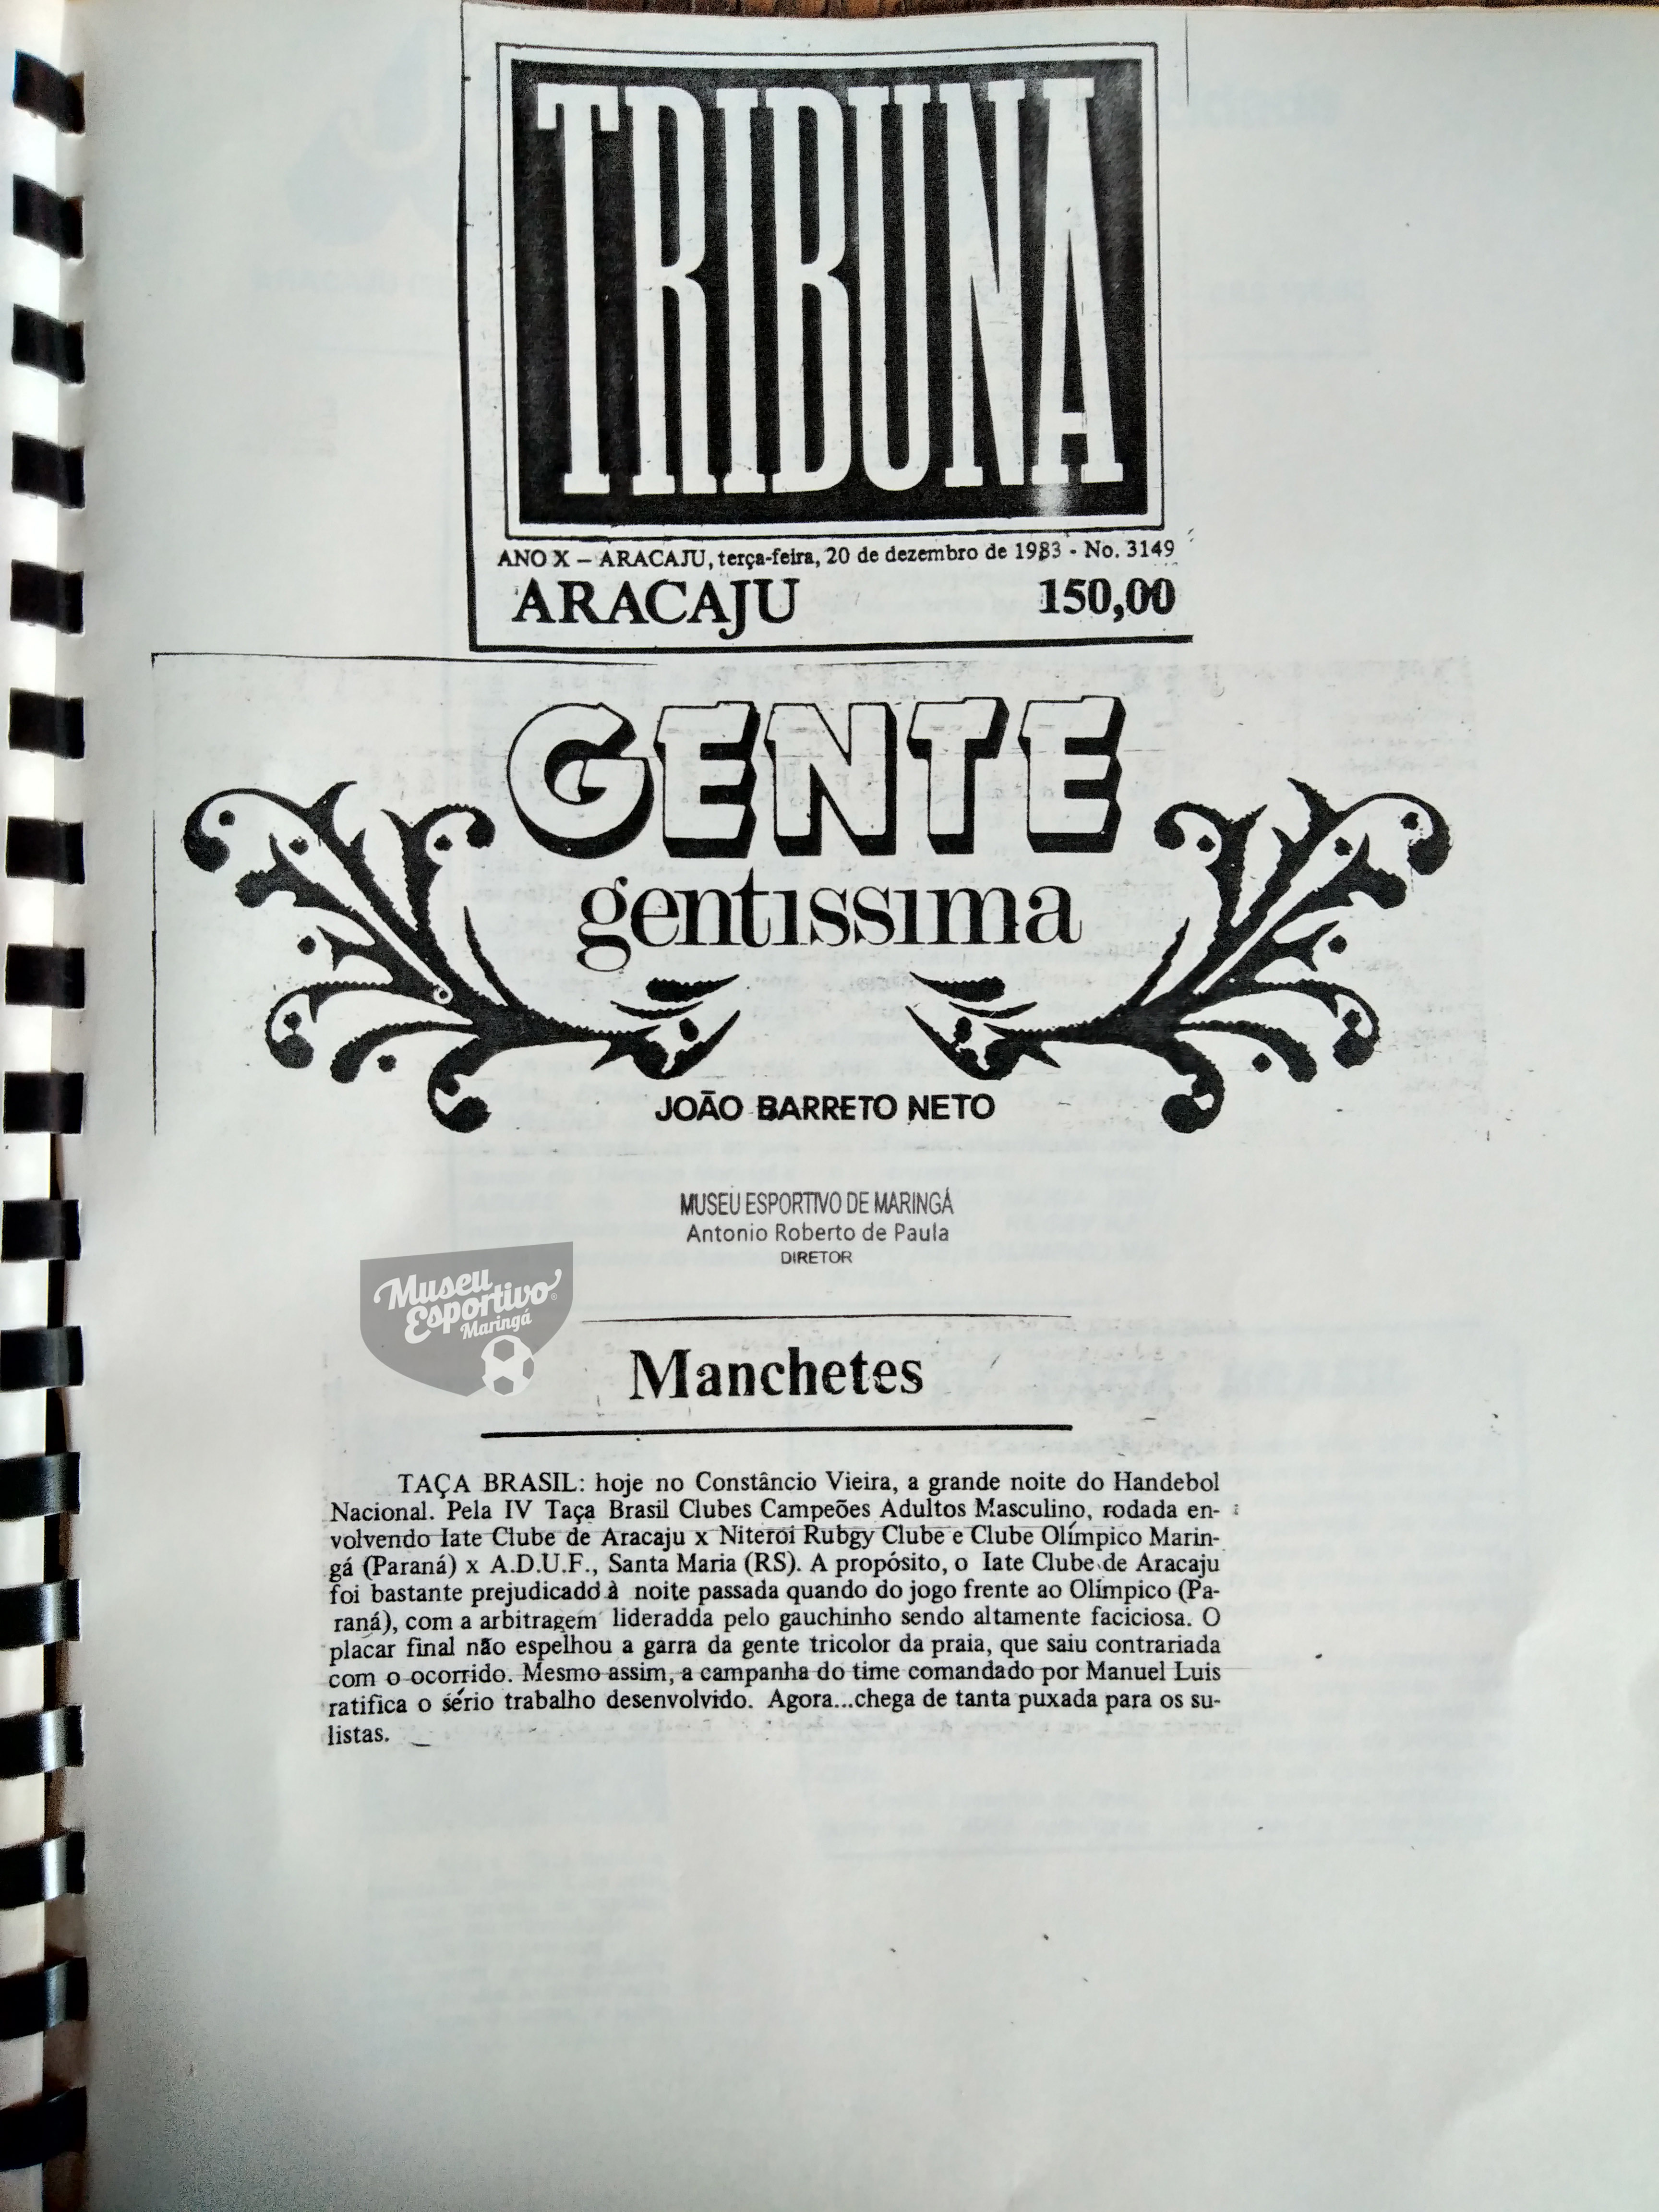 TRIBUNA
ANO X – ARACAJU, terça-feira, 20 de dezembro de 1983 - No. 3149
ARACAJU 150,00
GENTE
gentissima
JOÃO BARRETO NETO
MUSEU ESPORTIVO DE MARINGÁ
Antonio Roberto de Paula
DIRETOR
Museu
Esportivo
Maringá
Manchetes
TAÇA BRASIL: hoje no Constâncio Vieira, a grande noite do Handebol
Nacional. Pela IV Taça Brasil Clubes Campeões Adultos Masculino, rodada en-
volvendo Iate Clube de Aracaju x Niterói Rubgy Clube e Clube Olímpico Marin-
gá (Paraná) x A.D.U.F., Santa Maria (RS). A propósito, o Iate Clube de Aracaju
foi bastante prejudicado à noite passada quando do jogo frente ao Olímpico (Pa-
raná), com a arbitragem lideradda pelo gauchinho sendo altamente faciciosa. O
placar final não espelhou a garra da gente tricolor da praia, que saiu contrariada
com o ocorrido. Mesmo assim, a campanha do time comandado por Manuel Luis
ratifica o sério trabalho desenvolvido. Agora...chega de tanta puxada para os su-
listas.